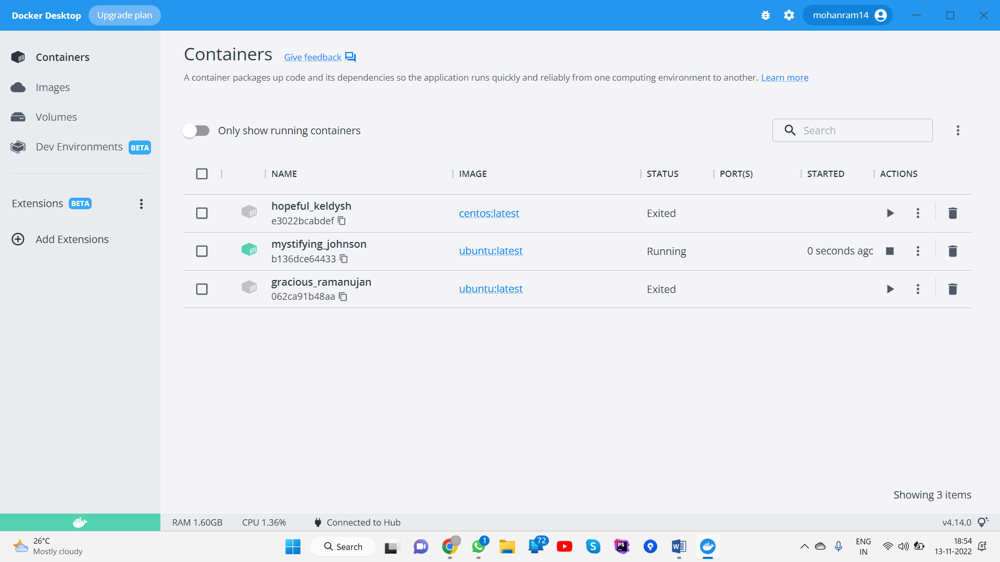 Docker Desktop Upgrade plan mohanram14
Containers
Images
Volumes
Dev Environments BETA
Extensions BETA
Add Extensions
Containers Give feedback
A container packages up code and its dependencies so the application runs quickly and reliably from one computing environment to another. Learn more
Only show running containers Search
NAME IMAGE STATUS PORT(S) STARTED ACTIONS
hopeful_keldysh
e3022bcabdef centos:latest Exited
mystifying_johnson
b136dce64433 ubuntu:latest Running 0 seconds agc
gracious_ramanujan
062ca91b48aa ubuntu:latest Exited
Showing 3 items
RAM 1.60GB CPU 1.36% Connected to Hub v4.14.0
26°C
Mostly cloudy
Search
1
72
S
PS
W
ENG
IN
18:54
13-11-2022